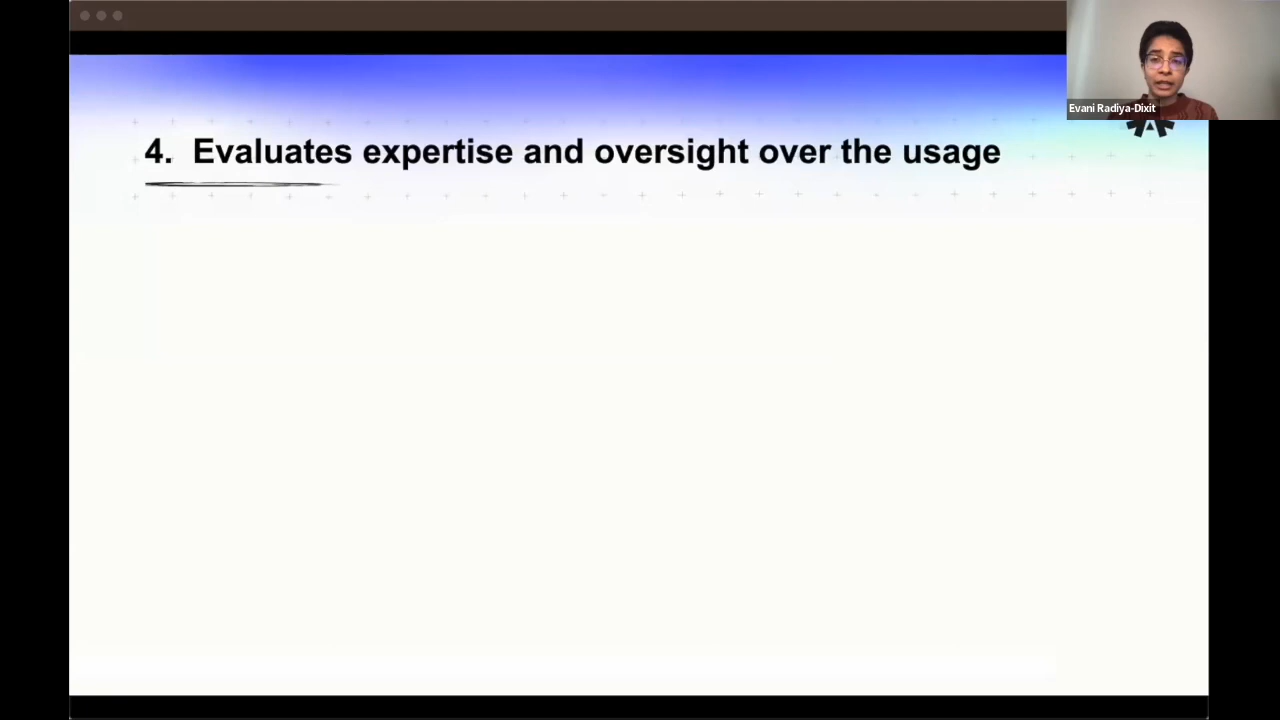 Evani Radiya-Dixit
4. Evaluates expertise and oversight over the usage